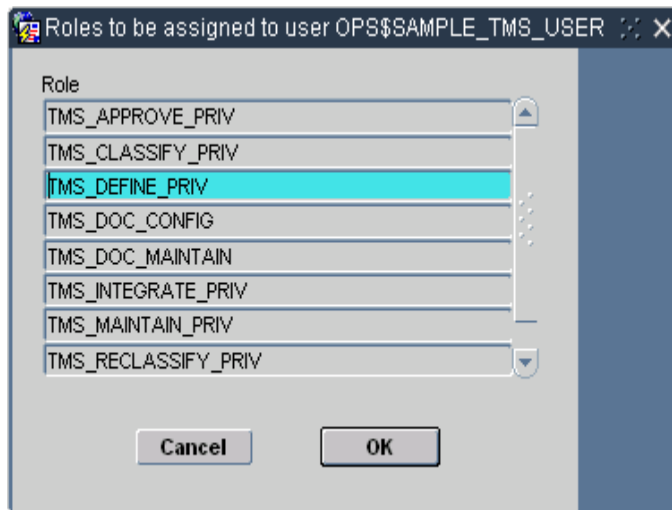 Roles to be assigned to user OPS$SAMPLE_TMS_USER
Role
TMS_APPROVE_PRIV
TMS_CLASSIFY_PRIV
TMS_DEFINE_PRIV
TMS_DOC_CONFIG
TMS_DOC_MAINTAIN
TMS_INTEGRATE_PRIV
TMS_MAINTAIN_PRIV
TMS_RECLASSIFY_PRIV
Cancel OK